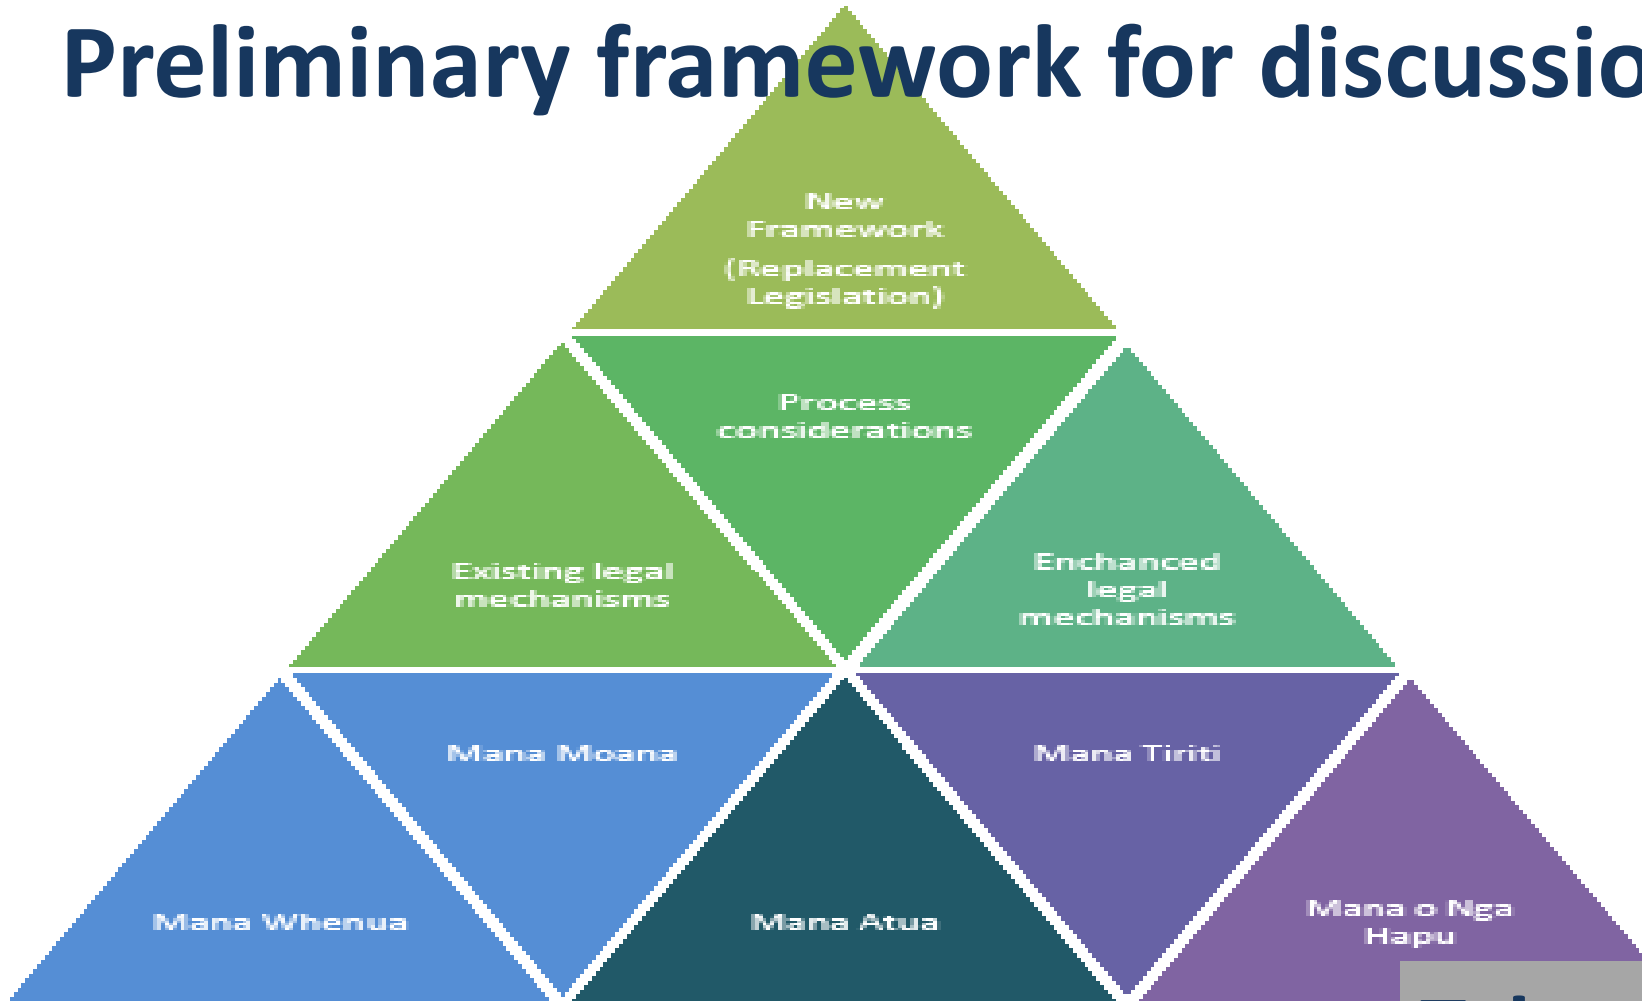 Preliminary framework for discussio
New
Framework
(Replacement
Legislation)
Process
considerations
Existing legal
mechanisms
Enchanced
legal
mechanisms
Mana Moana
Mana Tiriti
Mana Whenua
Mana Atua
Mana o Nga
Hapu